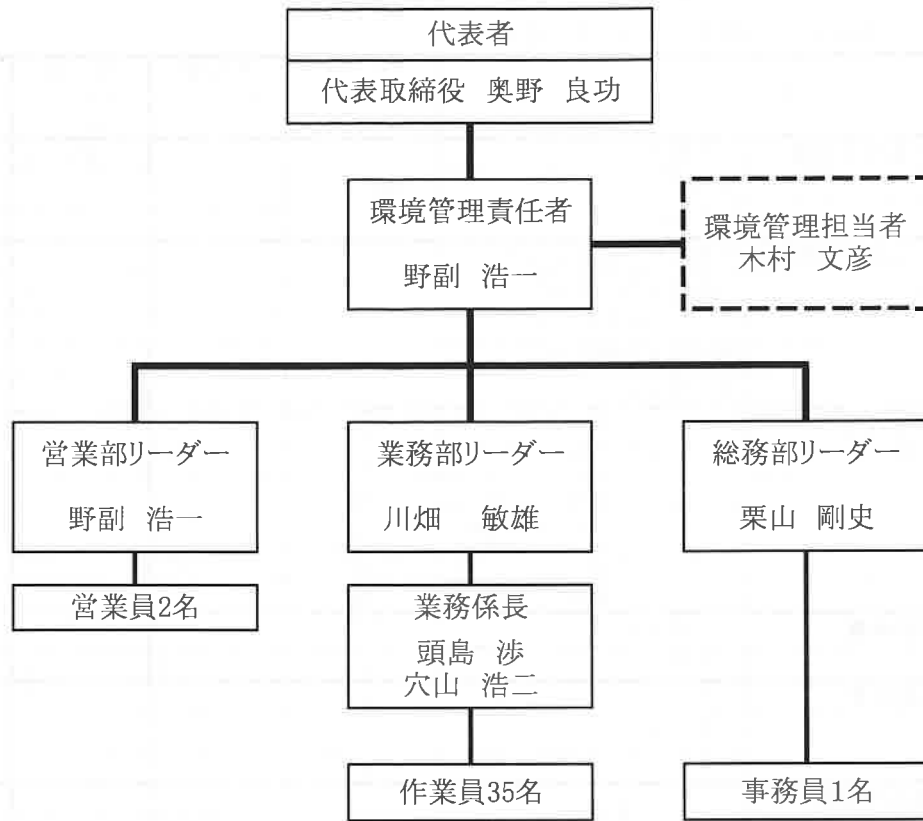 代表者
代表取締役 奥野 良功
環境管理責任者
野副 浩一
環境管理担当者
木村 文彦
営業部リーダー
野副 浩一
営業員2名
業務部リーダー
川畑 敏雄
業務係長
頭島 渉
穴山 浩二
作業員35名
総務部リーダー
栗山 剛史
事務員1名